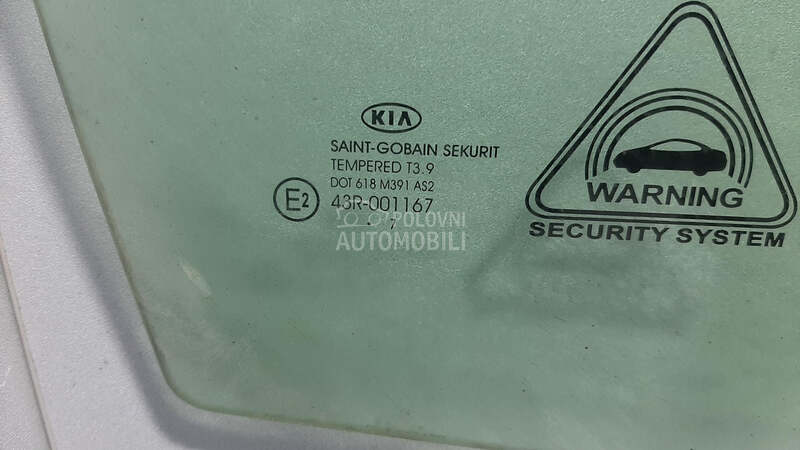 KIA
SAINT-GOBAIN SEKURIT
TEMPERED T3.9
DOT 618 M391 AS2
E2 43R-001167
. 7
POLOVNI
AUTOMOBILI
WARNING
SECURITY SYSTEM